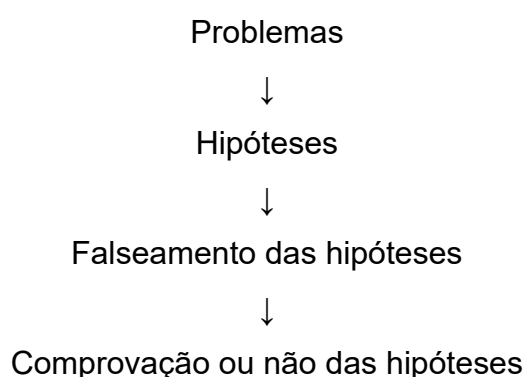 Problemas
↓
Hipóteses
↓
Falseamento das hipóteses
↓
Comprovação ou não das hipóteses